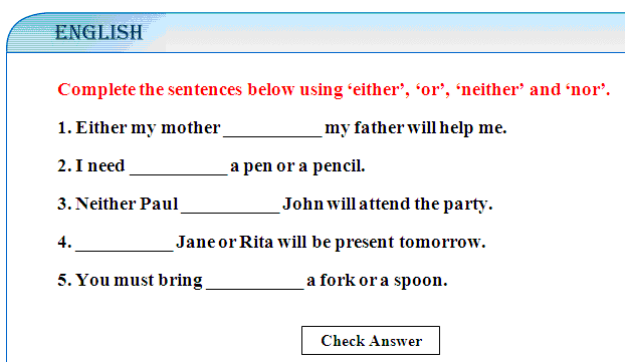 ENGLISH
Complete the sentences below using ‘either’, ‘or’, ‘neither’ and ‘nor’.
1. Either my mother __________ my father will help me.
2. I need __________ a pen or a pencil.
3. Neither Paul __________ John will attend the party.
4. __________ Jane or Rita will be present tomorrow.
5. You must bring __________ a fork or a spoon.
Check Answer